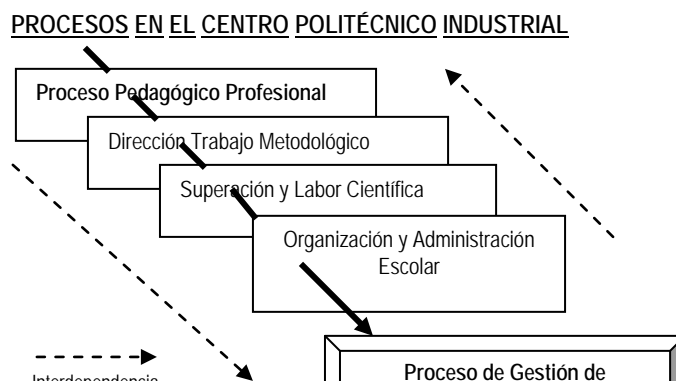 PROCESOS EN EL CENTRO POLITÉCNICO INDUSTRIAL
Proceso Pedagógico Profesional
Dirección Trabajo Metodológico
Superación y Labor Científica
Organización y Administración
Escolar
Proceso de Gestión de
Interdependencia